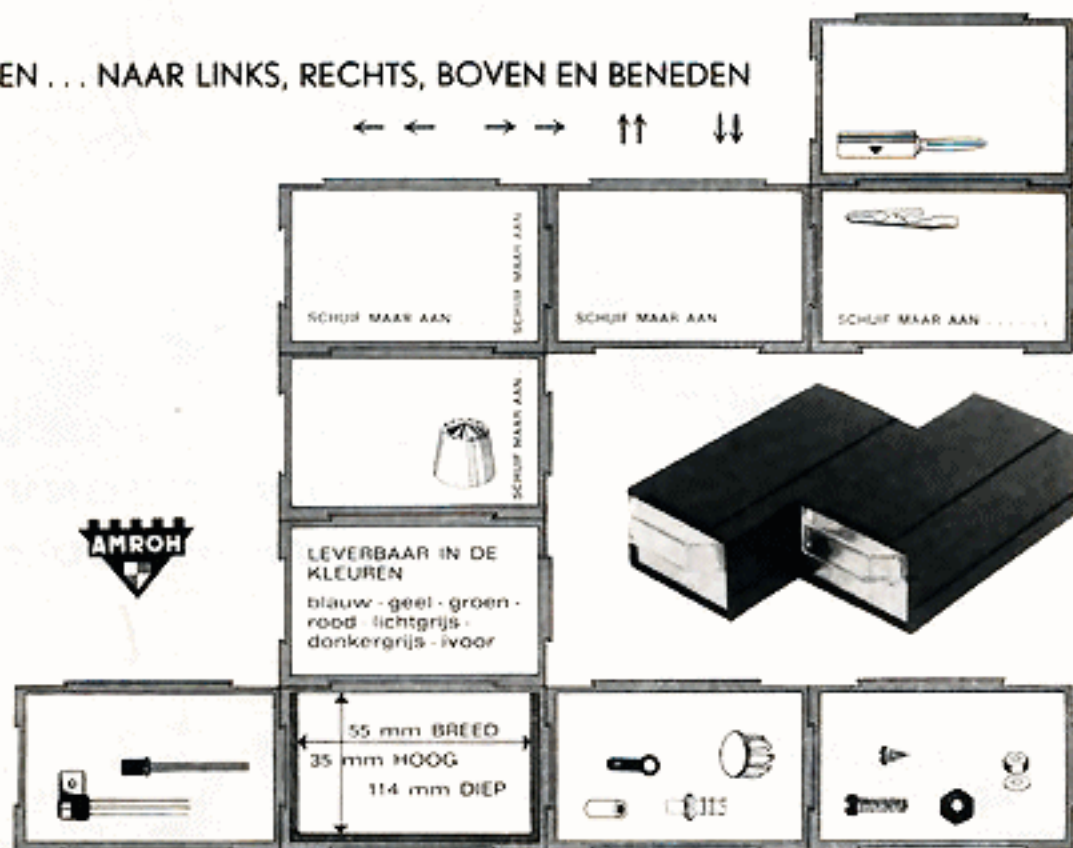 EN ... NAAR LINKS, RECHTS, BOVEN EN BENEDEN
← ← → → ↑↑ ↓↓
SCHUIF MAAR AAN
SCHUIF MAAR AAN
SCHUIF MAAR AAN
SCHUIF MAAR AAN ......
SCHUIF MAAR AAN
AMROH
LEVERBAAR IN DE
KLEUREN
blauw - geel - groen -
rood - lichtgrijs -
donkergrijs - ivoor
55 mm BREED
35 mm HOOG
114 mm DIEP